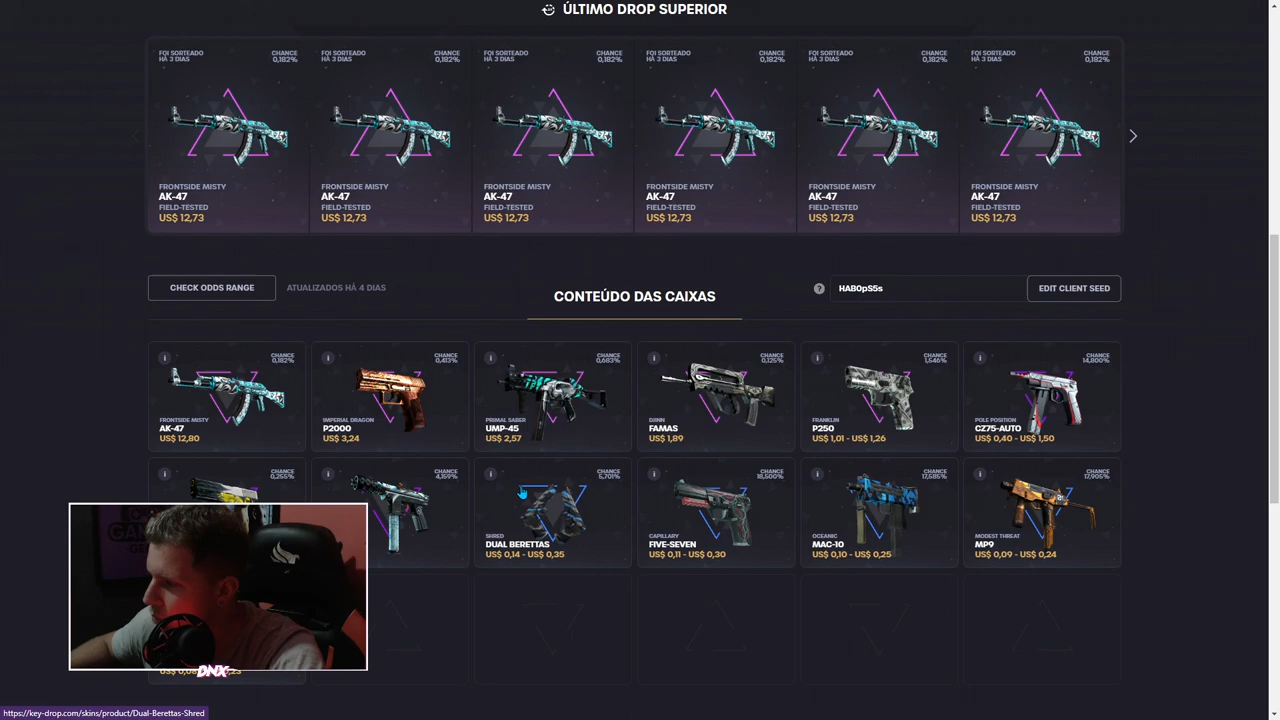 ÚLTIMO DROP SUPERIOR
FOI SORTEADO
HÁ 3 DIAS
CHANCE
0,182%
FRONTSIDE MISTY
AK-47
FIELD-TESTED
US$ 12,73
FOI SORTEADO
HÁ 3 DIAS
CHANCE
0,182%
FRONTSIDE MISTY
AK-47
FIELD-TESTED
US$ 12,73
FOI SORTEADO
HÁ 3 DIAS
CHANCE
0,182%
FRONTSIDE MISTY
AK-47
FIELD-TESTED
US$ 12,73
FOI SORTEADO
HÁ 3 DIAS
CHANCE
0,182%
FRONTSIDE MISTY
AK-47
FIELD-TESTED
US$ 12,73
FOI SORTEADO
HÁ 3 DIAS
CHANCE
0,182%
FRONTSIDE MISTY
AK-47
FIELD-TESTED
US$ 12,73
FOI SORTEADO
HÁ 3 DIAS
CHANCE
0,182%
FRONTSIDE MISTY
AK-47
FIELD-TESTED
US$ 12,73
CHECK ODDS RANGE
ATUALIZADOS HÁ 4 DIAS
CONTEÚDO DAS CAIXAS
HAB0pS5s
EDIT CLIENT SEED
CHANCE
0,182%
FRONTSIDE MISTY
AK-47
US$ 12,80
CHANCE
0,413%
IMPERIAL DRAGON
P2000
US$ 3,24
CHANCE
0,683%
PRIMAL SABER
UMP-45
US$ 2,57
CHANCE
0,125%
DJINN
FAMAS
US$ 1,89
CHANCE
1,546%
FRANKLIN
P250
US$ 1,01 - US$ 1,26
CHANCE
14,800%
POLE POSITION
CZ75-AUTO
US$ 0,40 - US$ 1,50
CHANCE
0,255%
CHANCE
4,159%
CHANCE
5,701%
SHRED
DUAL BERETTAS
US$ 0,14 - US$ 0,35
CHANCE
18,500%
CAPILLARY
FIVE-SEVEN
US$ 0,11 - US$ 0,30
CHANCE
17,585%
OCEANIC
MAC-10
US$ 0,10 - US$ 0,25
CHANCE
17,905%
MODEST THREAT
MP9
US$ 0,09 - US$ 0,24
DNX
https://key-drop.com/skins/product/Dual-Berettas-Shred